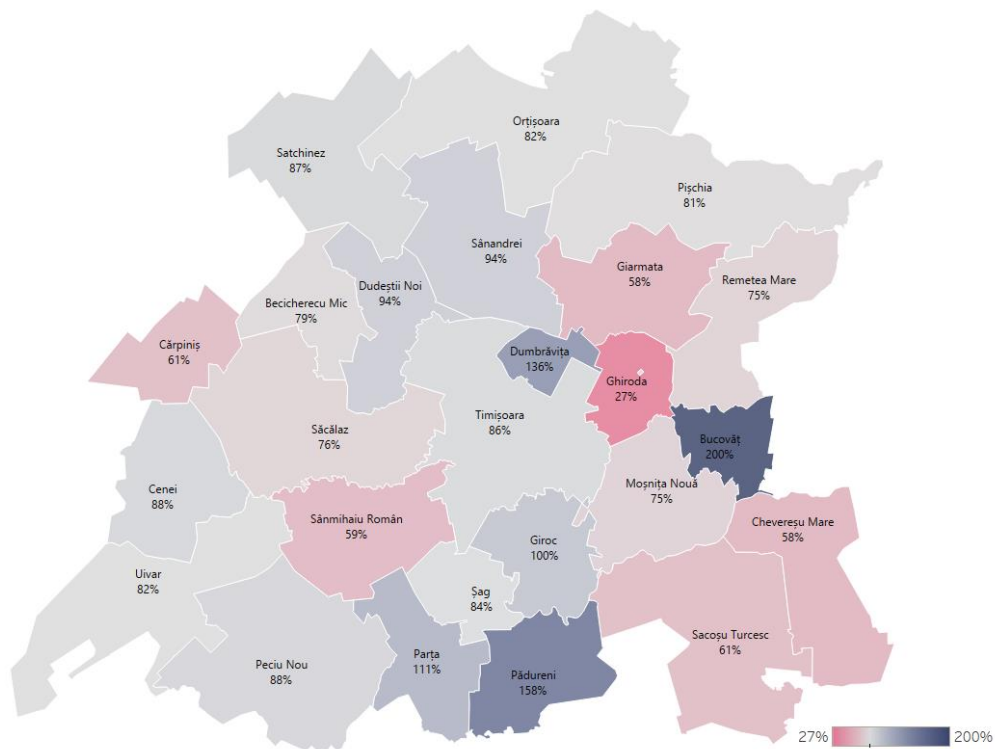 Orțișoara
82%
Satchinez
87%
Pișchia
81%
Sânandrei
94%
Giarmata
58%
Remetea Mare
75%
Dudeștii Noi
94%
Becicherecu Mic
79%
Cărpiniș
61%
Dumbrăvița
136%
Ghiroda
27%
Timișoara
86%
Săcălaz
76%
Bucovăț
200%
Moșnița Nouă
75%
Cenei
88%
Sânmihaiu Român
59%
Chevereșu Mare
58%
Giroc
100%
Uivar
82%
Șag
84%
Sacoșu Turcesc
61%
Peciu Nou
88%
Parța
111%
Pădureni
158%
27% 200%